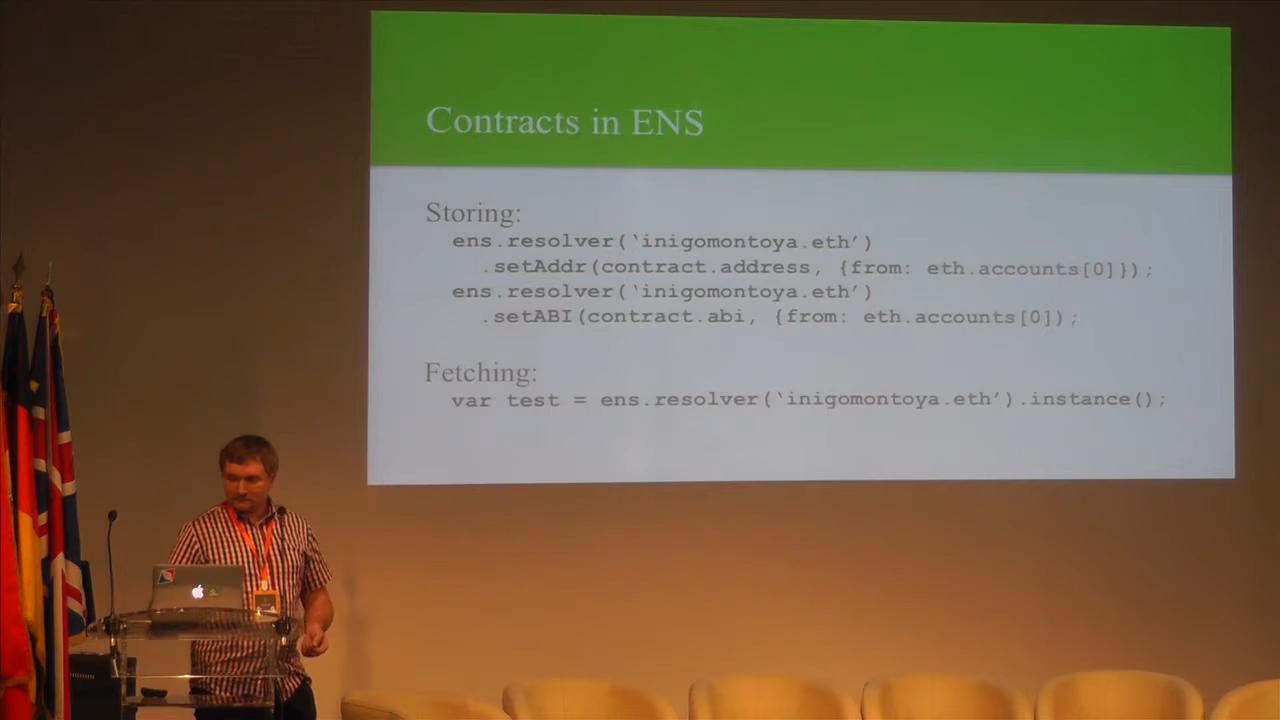 Contracts in ENS
Storing:
ens.resolver(‘inigomontoya.eth’)
.setAddr(contract.address, {from: eth.accounts[0]});
ens.resolver(‘inigomontoya.eth’)
.setABI(contract.abi, {from: eth.accounts[0]);
Fetching:
var test = ens.resolver(‘inigomontoya.eth’).instance();